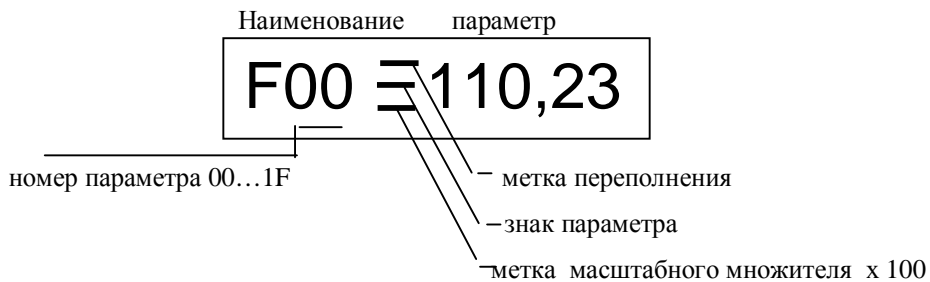 Наименование параметр
F00 110,23
номер параметра 00…1F
метка переполнения
знак параметра
метка масштабного множителя х 100